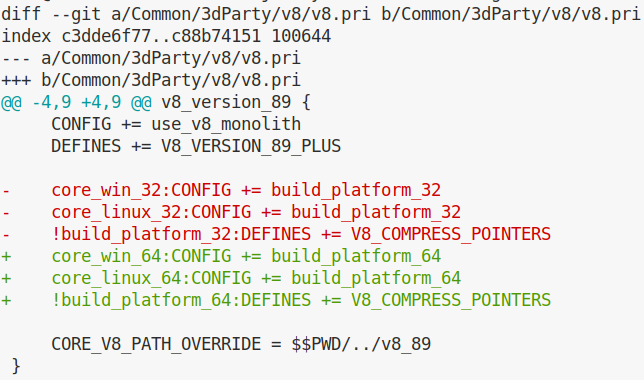 diff --git a/Common/3dParty/v8/v8.pri b/Common/3dParty/v8/v8.pri
index c3dde6f77..c88b74151 100644
--- a/Common/3dParty/v8/v8.pri
+++ b/Common/3dParty/v8/v8.pri
@@ -4,9 +4,9 @@ v8_version_89 {
     CONFIG += use_v8_monolith
     DEFINES += V8_VERSION_89_PLUS

-    core_win_32:CONFIG += build_platform_32
-    core_linux_32:CONFIG += build_platform_32
-    !build_platform_32:DEFINES += V8_COMPRESS_POINTERS
+    core_win_64:CONFIG += build_platform_64
+    core_linux_64:CONFIG += build_platform_64
+    !build_platform_64:DEFINES += V8_COMPRESS_POINTERS

     CORE_V8_PATH_OVERRIDE = $$PWD/../v8_89
 }